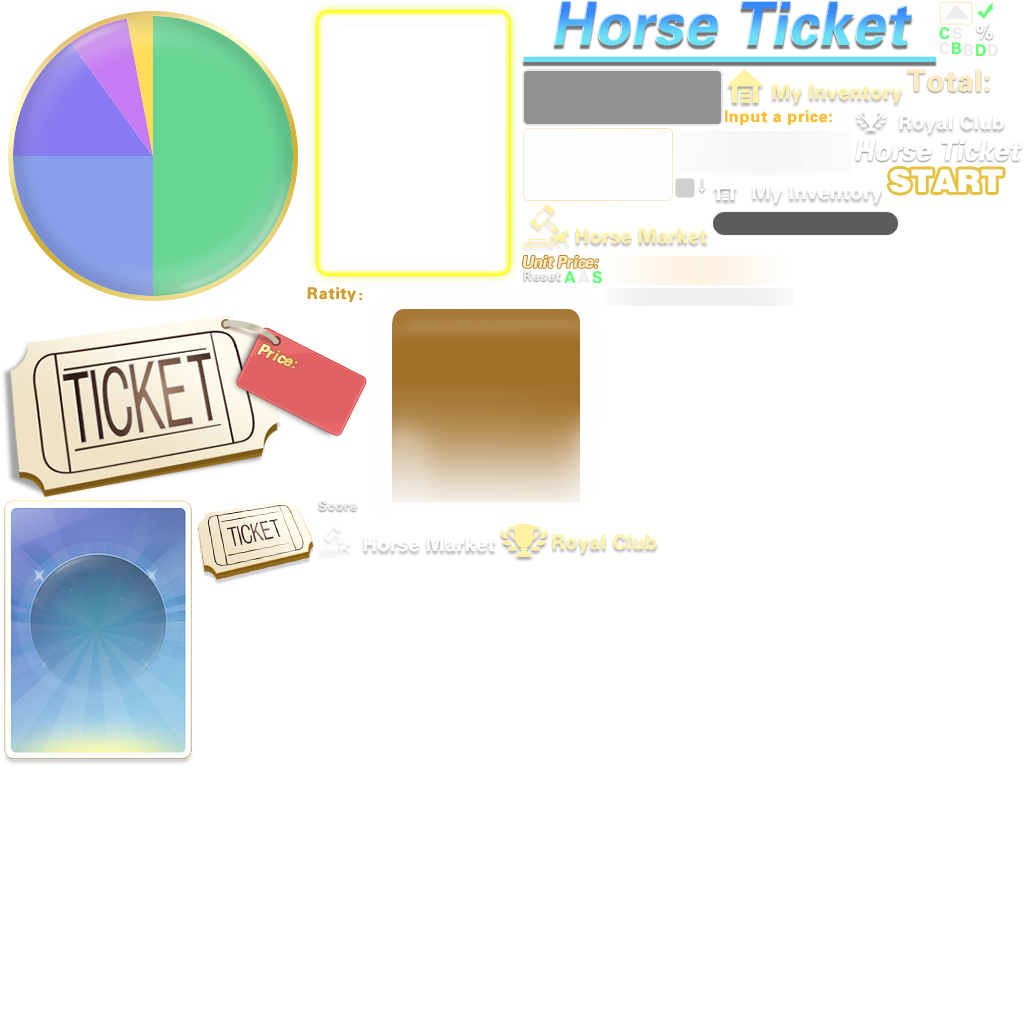 Horse Ticket
C S
%
C B B D D
My Inventory
Total:
Input a price:
Royal Club
Horse Ticket
START
My Inventory
Horse Market
Unit Price:
Reset A A S
Ratity:
TICKET
Price:
TICKET
Score
Horse Market
Royal Club